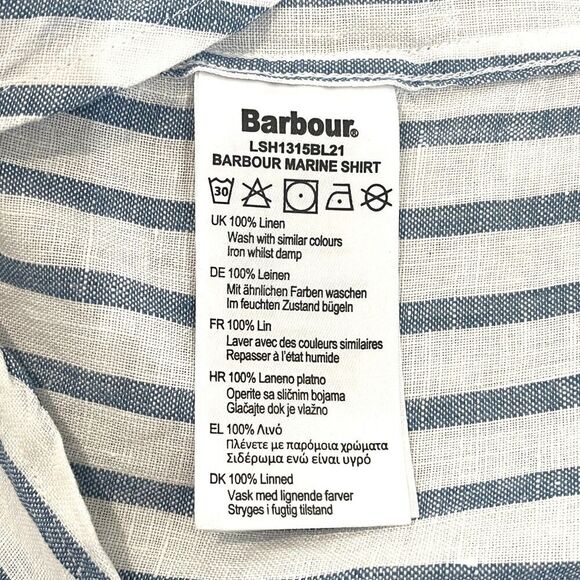 Barbour®
LSH1315BL21
BARBOUR MARINE SHIRT
30
UK 100% Linen
Wash with similar colours
Iron whilst damp
DE 100% Leinen
Mit ähnlichen Farben waschen
Im feuchten Zustand bügeln
FR 100% Lin
Laver avec des couleurs similaires
Repasser à l'état humide
HR 100% Laneno platno
Operite sa sličnim bojama
Glačajte dok je vlažno
EL 100% Λινό
Πλένετε με παρόμοια χρώματα
Σιδέρωμα ενώ είναι υγρό
DK 100% Linned
Vask med lignende farver
Stryges i fugtig tilstand